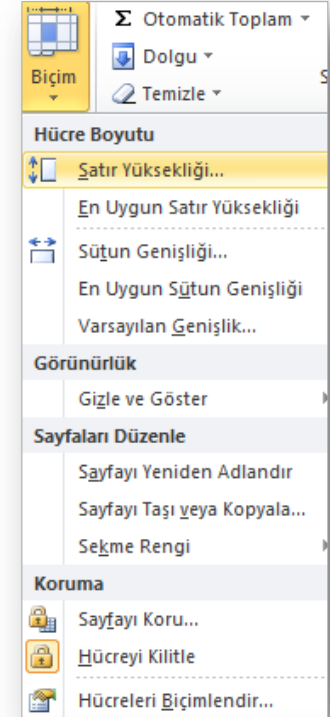 Σ Otomatik Toplam
Dolgu
Biçim
Temizle
Hücre Boyutu
Satır Yüksekliği...
En Uygun Satır Yüksekliği
Sütun Genişliği...
En Uygun Sütun Genişliği
Varsayılan Genişlik...
Görünürlük
Gizle ve Göster
Sayfaları Düzenle
Sayfayı Yeniden Adlandır
Sayfayı Taşı veya Kopyala...
Sekme Rengi
Koruma
Sayfayı Koru...
Hücreyi Kilitle
Hücreleri Biçimlendir...